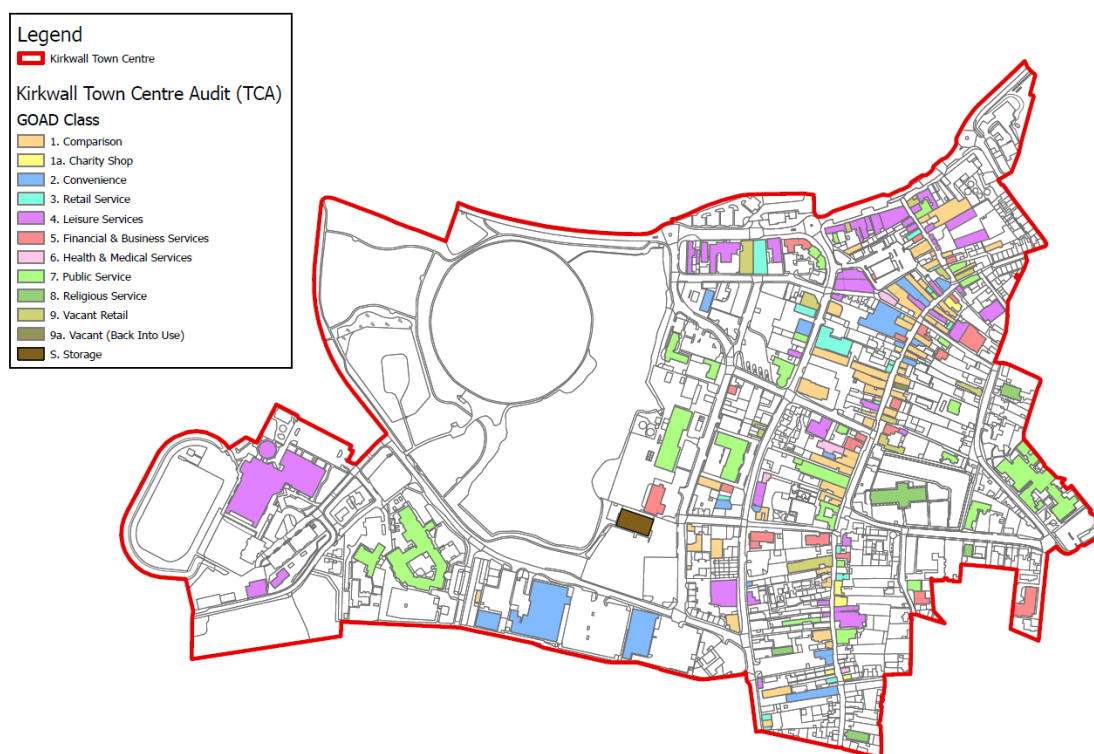 Legend
Kirkwall Town Centre
Kirkwall Town Centre Audit (TCA)
GOAD Class
1. Comparison
1a. Charity Shop
2. Convenience
3. Retail Service
4. Leisure Services
5. Financial & Business Services
6. Health & Medical Services
7. Public Service
8. Religious Service
9. Vacant Retail
9a. Vacant (Back Into Use)
S. Storage